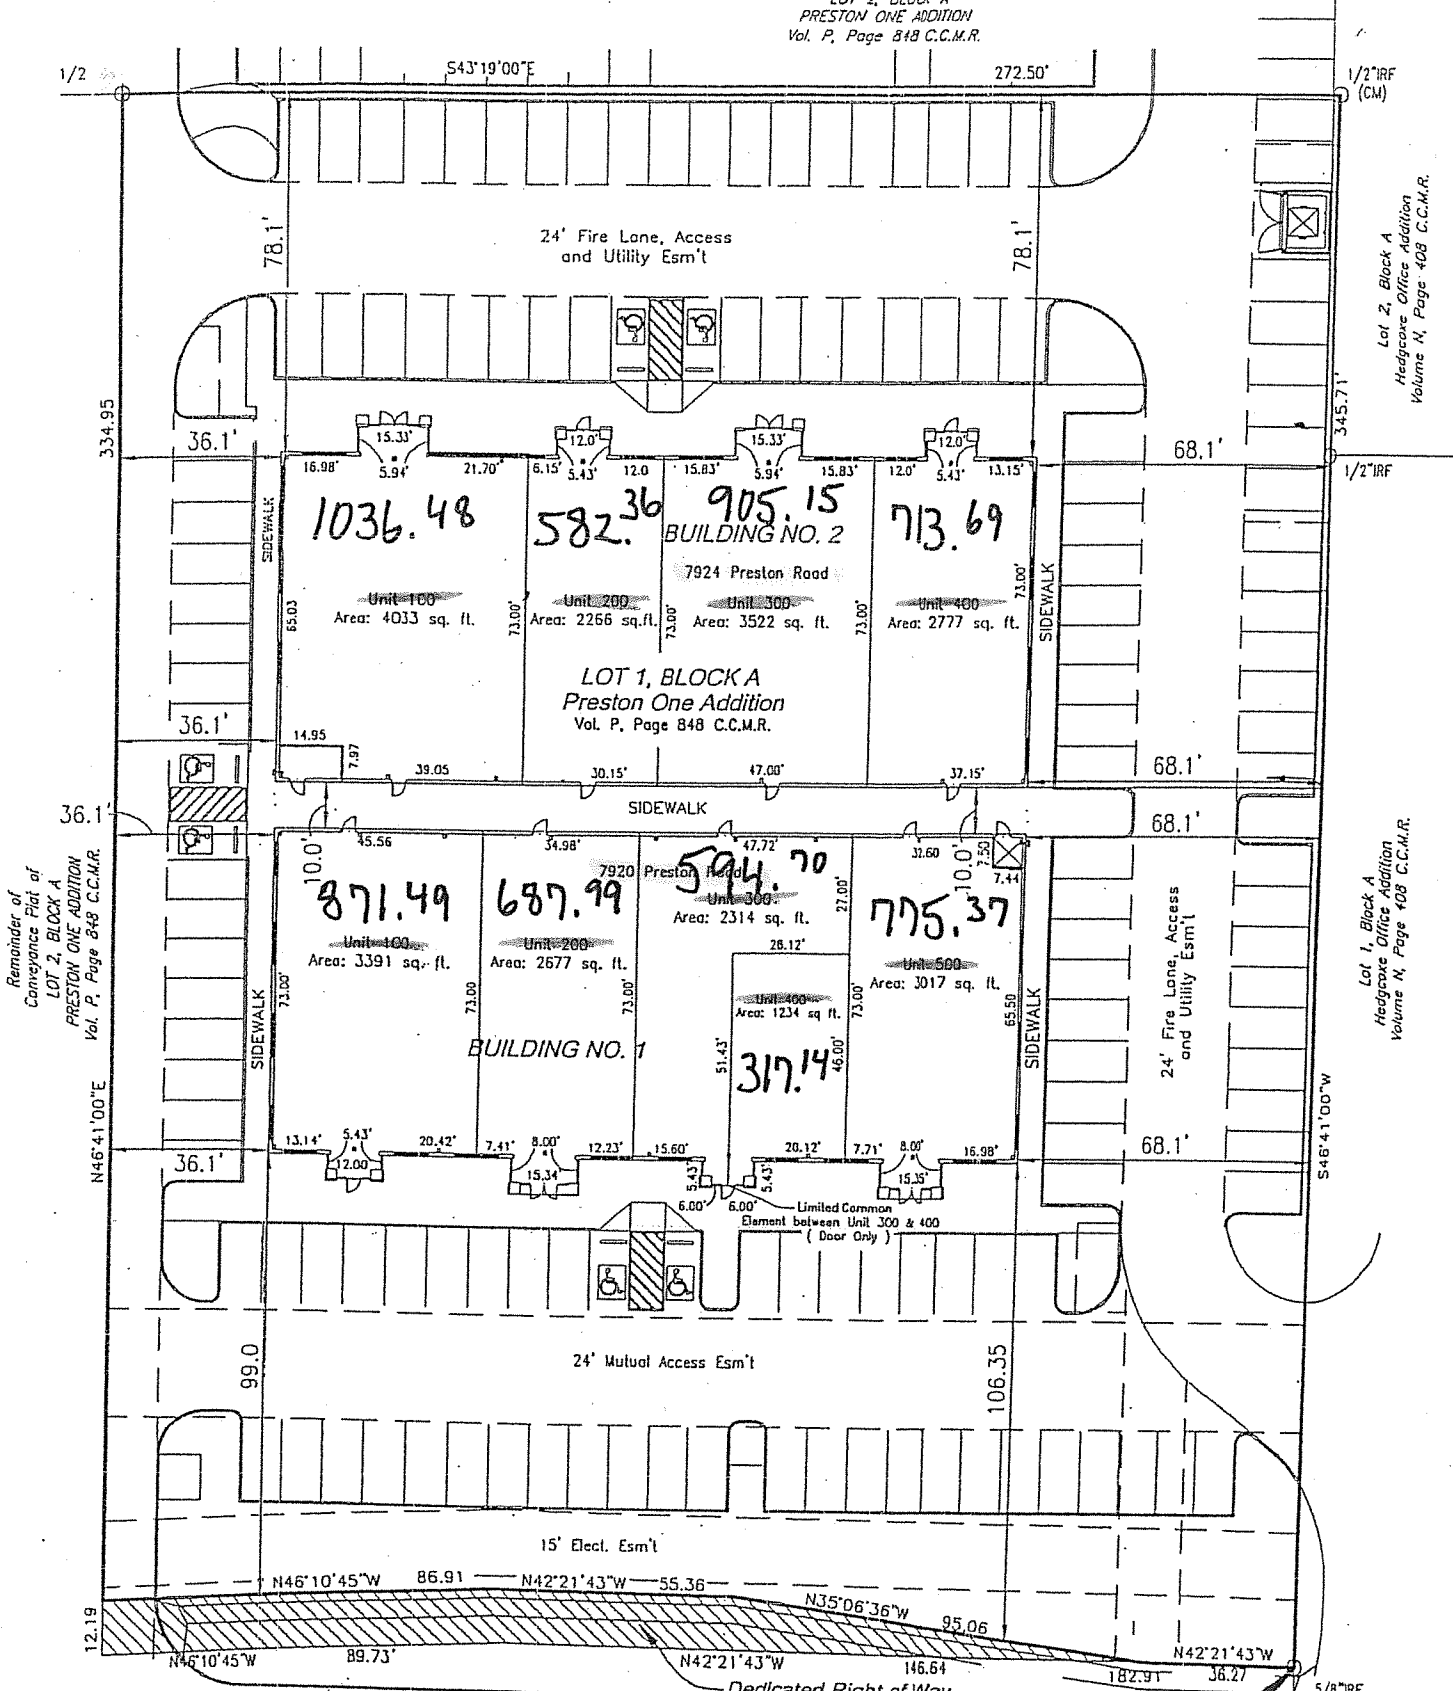 LOT 2, BLOCK A
PRESTON ONE ADDITION
Vol. P, Page 848 C.C.M.R.
1/2
S43°19'00"E
272.50'
1/2"IRF
(CM)
78.1'
24' Fire Lane, Access
and Utility Esm't
78.1'
Lot 2, Block A
Hedgcoxe Office Addition
Volume N, Page 408 C.C.M.R.
334.95
345.71'
36.1'
15.33'
12.0'
15.33'
12.0'
68.1'
1/2"IRF
16.98'
5.94'
21.70'
6.15'
5.43'
12.0
15.83'
5.94'
15.83'
12.0'
5.43'
13.15'
1036.48
582.36
905.15
713.69
BUILDING NO. 2
7924 Preston Road
SIDEWALK
Unit 100
Area: 4033 sq. ft.
Unit 200
Area: 2266 sq.ft.
Unit 300
Area: 3522 sq. ft.
Unit 400
Area: 2777 sq. ft.
65.03
73.00'
73.00'
73.00'
73.00'
SIDEWALK
LOT 1, BLOCK A
Preston One Addition
Vol. P, Page 848 C.C.M.R.
36.1'
14.95
7.97
39.05
30.15'
47.00'
37.15'
68.1'
SIDEWALK
36.1'
10.0'
45.56
34.98'
47.72'
32.60
10.0'
7.50
7.44
68.1'
7920 Preston Road
871.49
687.99
594.70
775.37
Unit 100
Area: 3391 sq. ft.
Unit 200
Area: 2677 sq. ft.
Unit 300
Area: 2314 sq. ft.
27.00'
26.12'
Unit 400
Area: 1234 sq ft.
317.14
Unit 500
Area: 3017 sq. ft.
73.00'
73.00
73.00'
51.43'
73.00'
46.00'
65.50
BUILDING NO. 1
SIDEWALK
SIDEWALK
24' Fire Lane, Access
and Utility Esm't
Remainder of
Conveyance Plat of
LOT 2, BLOCK A
PRESTON ONE ADDITION
Vol. P, Page 848 C.C.M.R.
Lot 1, Block A
Hedgcoxe Office Addition
Volume N, Page 408 C.C.M.R.
N46°41'00"E
S46°41'00"W
36.1'
13.14'
5.43'
12.00'
20.42'
7.41'
8.00'
15.34'
12.23'
15.60'
5.43'
5.43'
20.12'
7.71'
8.00'
15.35'
16.98'
68.1'
6.00'
6.00'
Limited Common
Element between Unit 300 & 400
( Door Only )
99.0
24' Mutual Access Esm't
106.35
15' Elect. Esm't
N46°10'45"W
86.91
N42°21'43"W
55.36
N35°06'36"W
95.06
12.19
N46°10'45"W
89.73'
N42°21'43"W
146.64
182.91
N42°21'43"W
36.27
Dedicated Right of Way
5/8"IRF